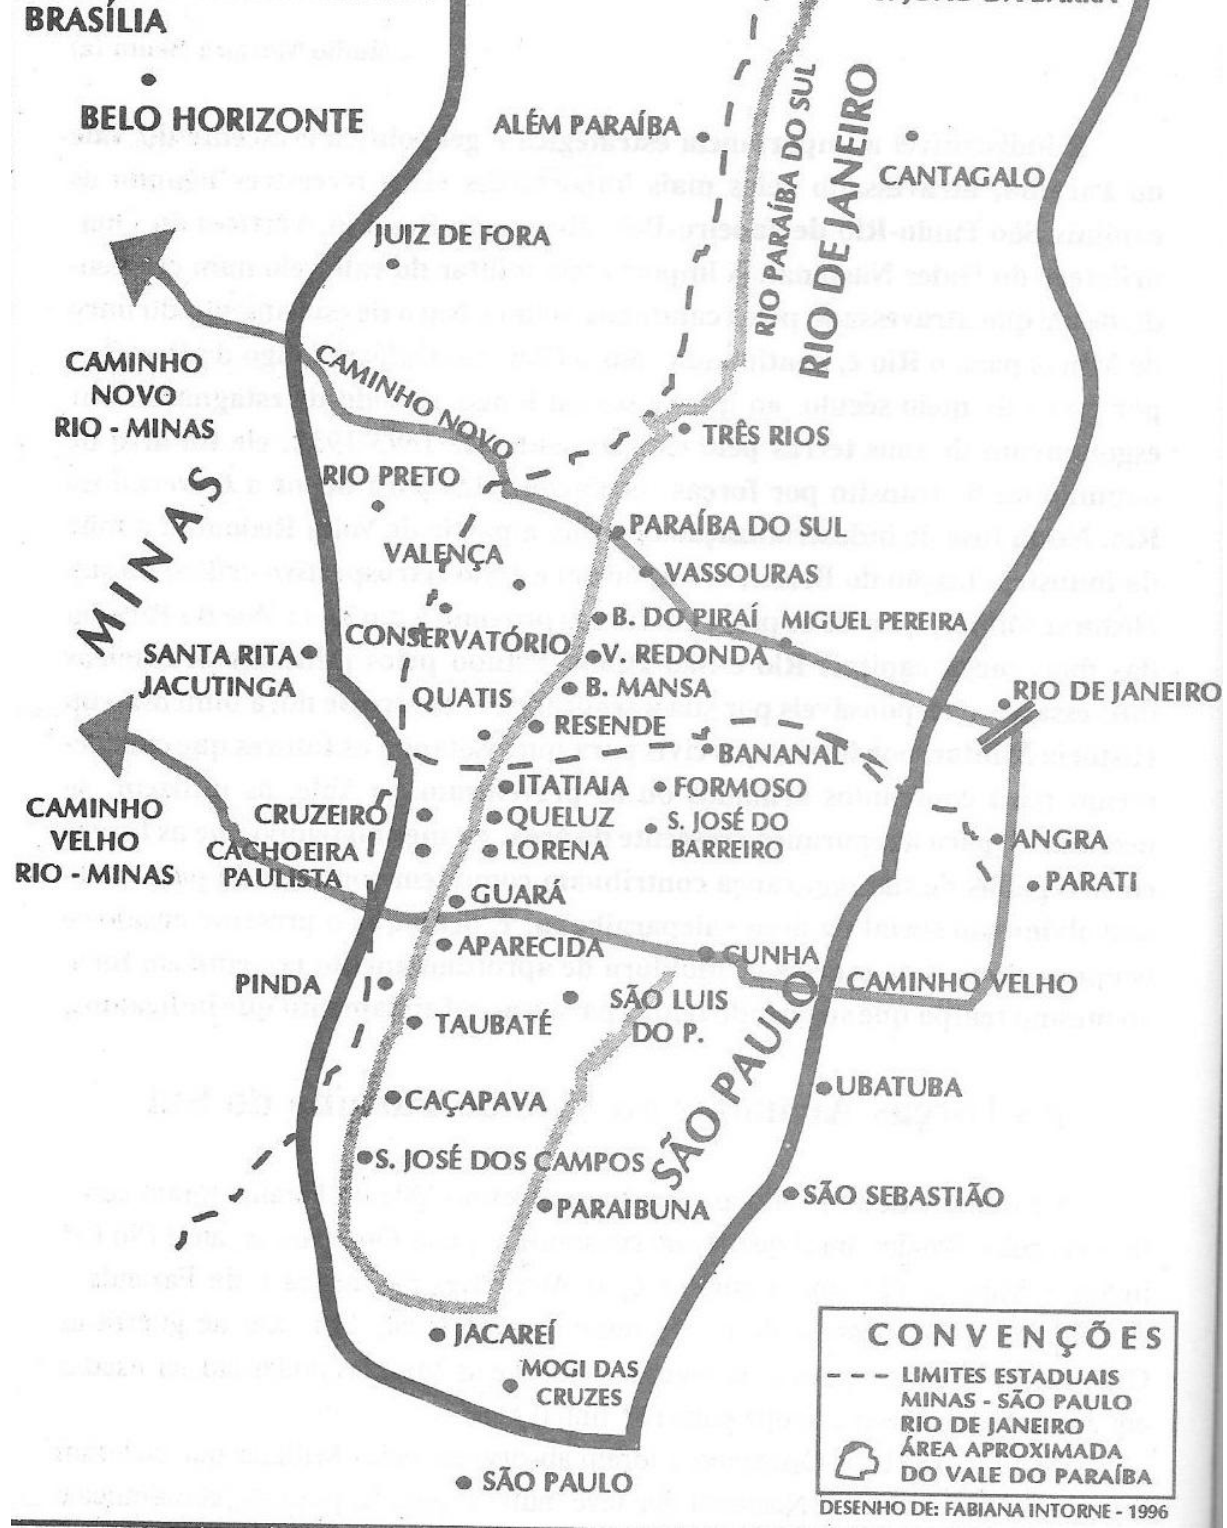 BRASÍLIA
BELO HORIZONTE
ALÉM PARAÍBA
RIO PARAÍBA DO SUL
RIO DE JANEIRO
CANTAGALO
JUIZ DE FORA
CAMINHO
NOVO
RIO - MINAS
CAMINHO NOVO
TRÊS RIOS
RIO PRETO
MINAS
PARAÍBA DO SUL
VALENÇA
VASSOURAS
B. DO PIRAÍ
MIGUEL PEREIRA
CONSERVATÓRIO
SANTA RITA
JACUTINGA
V. REDONDA
QUATIS
B. MANSA
RIO DE JANEIRO
RESENDE
BANANAL
ITATIAIA
FORMOSO
CAMINHO
VELHO
RIO - MINAS
CRUZEIRO
QUELUZ
S. JOSÉ DO
BARREIRO
ANGRA
CACHOEIRA
PAULISTA
LORENA
PARATI
GUARÁ
APARECIDA
CUNHA
PINDA
SÃO LUIS
DO P.
CAMINHO VELHO
TAUBATÉ
SÃO PAULO
CAÇAPAVA
UBATUBA
S. JOSÉ DOS CAMPOS
PARAIBUNA
SÃO SEBASTIÃO
JACAREÍ
MOGI DAS
CRUZES
SÃO PAULO
CONVENÇÕES
LIMITES ESTADUAIS
MINAS - SÃO PAULO
RIO DE JANEIRO
ÁREA APROXIMADA
DO VALE DO PARAÍBA
DESENHO DE: FABIANA INTORNE - 1996